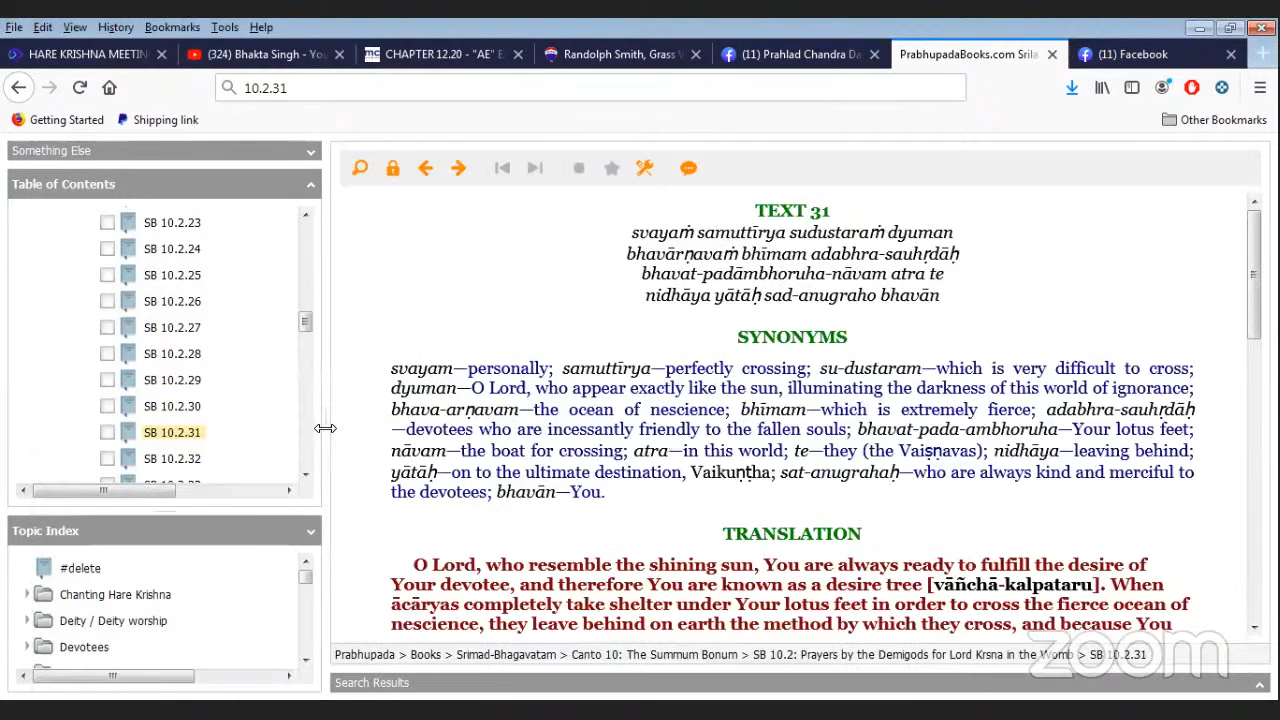 File Edit View History Bookmarks Tools Help
HARE KRISHNA MEETIN
(324) Bhakta Singh - You
CHAPTER 12.20 - "AE" E
Randolph Smith, Grass V
(11) Prahlad Chandra Da
PrabhupadaBooks.com Srila
(11) Facebook
10.2.31
Getting Started Shipping link Other Bookmarks
Something Else
Table of Contents
SB 10.2.23
SB 10.2.24
SB 10.2.25
SB 10.2.26
SB 10.2.27
SB 10.2.28
SB 10.2.29
SB 10.2.30
SB 10.2.31
SB 10.2.32
Topic Index
#delete
Chanting Hare Krishna
Deity / Deity worship
Devotees
TEXT 31
svayaṁ samuttīrya sudustaraṁ dyuman
bhavārṇavaṁ bhīmam adabhra-sauhṛdāḥ
bhavat-padāmbhoruha-nāvam atra te
nidhāya yātāḥ sad-anugraho bhavān
SYNONYMS
svayam—personally; samuttīrya—perfectly crossing; su-dustaram—which is very difficult to cross;
dyuman—O Lord, who appear exactly like the sun, illuminating the darkness of this world of ignorance;
bhava-arṇavam—the ocean of nescience; bhīmam—which is extremely fierce; adabhra-sauhṛdāḥ
—devotees who are incessantly friendly to the fallen souls; bhavat-pada-ambhoruha—Your lotus feet;
nāvam—the boat for crossing; atra—in this world; te—they (the Vaiṣṇavas); nidhāya—leaving behind;
yātāḥ—on to the ultimate destination, Vaikuṇṭha; sat-anugrahaḥ—who are always kind and merciful to
the devotees; bhavān—You.
TRANSLATION
O Lord, who resemble the shining sun, You are always ready to fulfill the desire of
Your devotee, and therefore You are known as a desire tree [vāñchā-kalpataru]. When
ācāryas completely take shelter under Your lotus feet in order to cross the fierce ocean of
nescience, they leave behind on earth the method by which they cross, and because You
Prabhupada > Books > Srimad-Bhagavatam > Canto 10: The Summum Bonum > SB 10.2: Prayers by the Demigods for Lord Krsna in the Womb > SB 10.2.31
Search Results
zoom